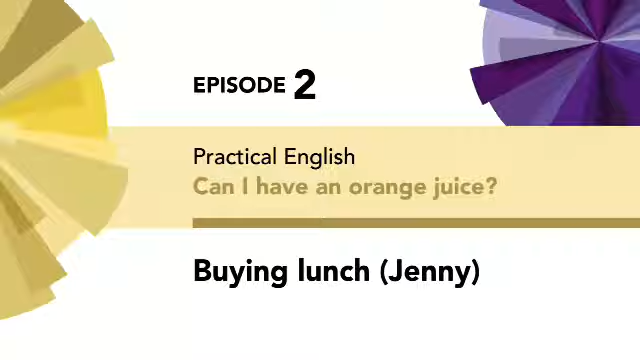 EPISODE 2
Practical English
Can I have an orange juice?
Buying lunch (Jenny)